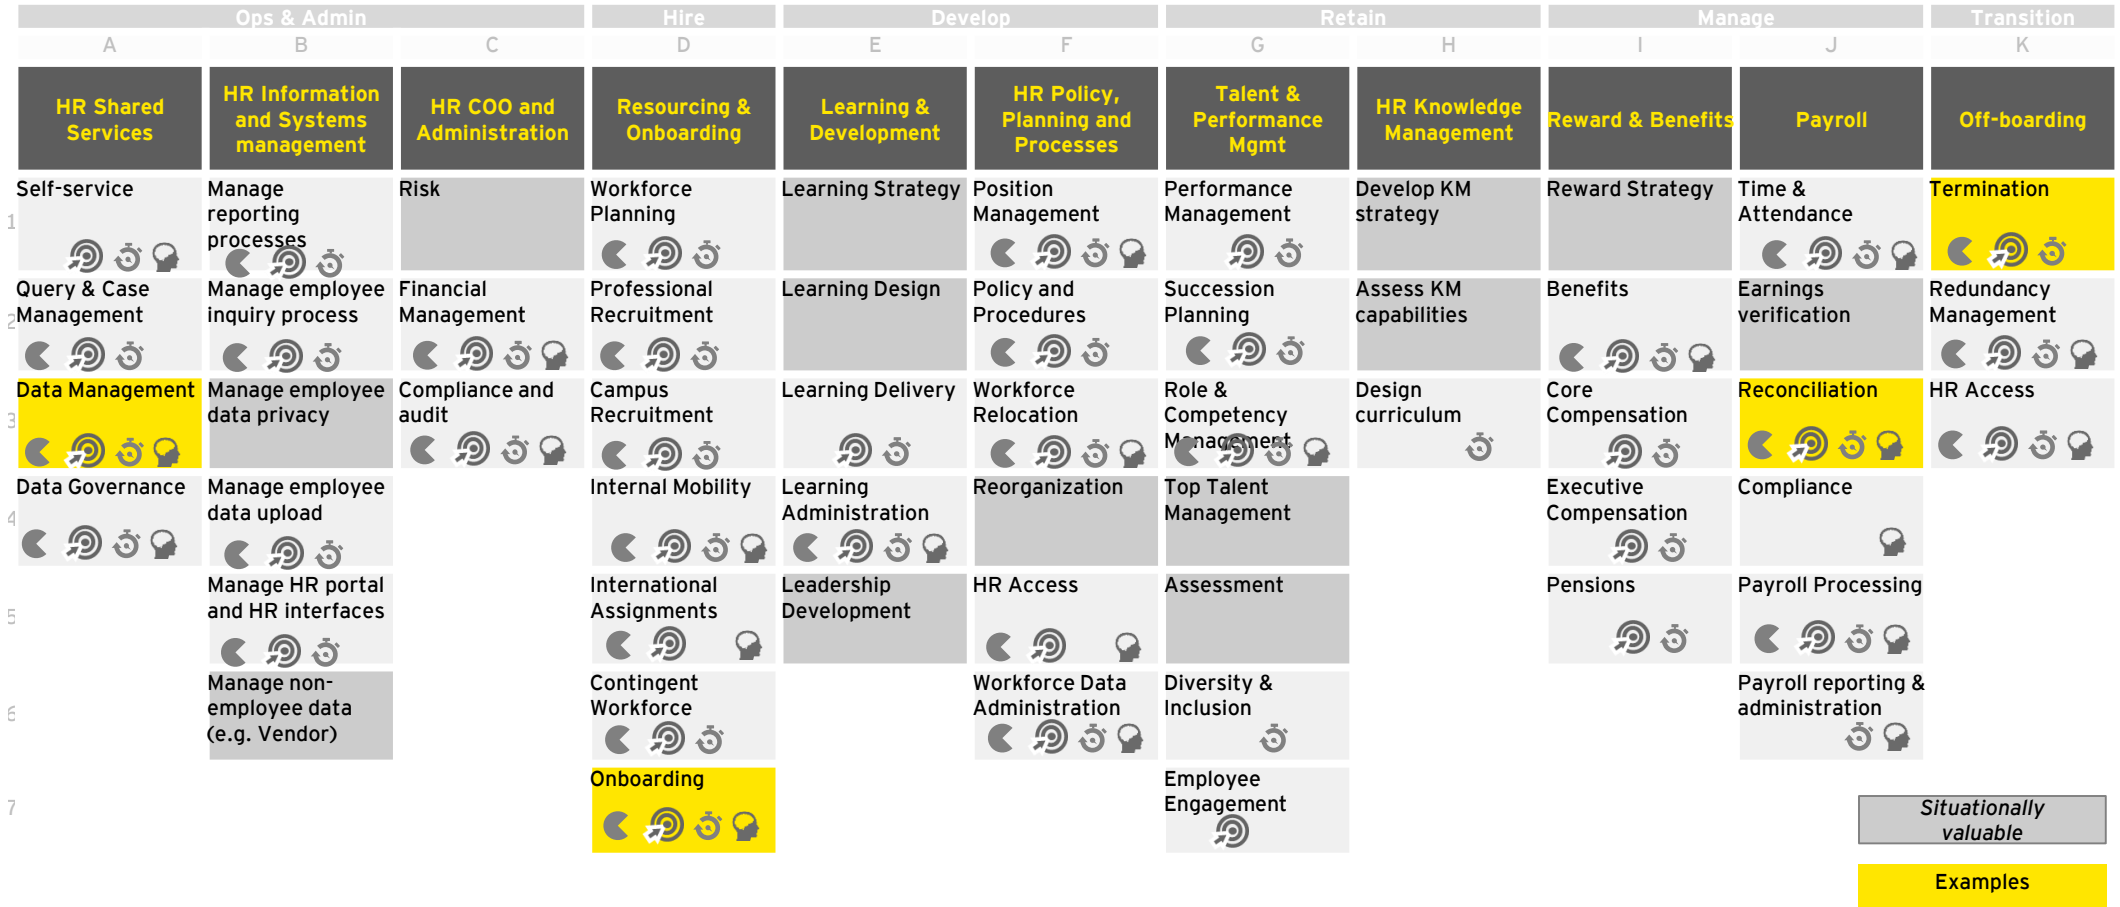 Ops & Admin
Hire
Develop
Retain
Manage
Transition
A
B
C
D
E
F
G
H
I
J
K
HR Shared
Services
HR Information
and Systems
management
HR COO and
Administration
Resourcing &
Onboarding
Learning &
Development
HR Policy,
Planning and
Processes
Talent &
Performance
Mgmt
HR Knowledge
Management
Reward & Benefits
Payroll
Off-boarding
1
Self-service
Manage
reporting
processes
Risk
Workforce
Planning
Learning Strategy
Position
Management
Performance
Management
Develop KM
strategy
Reward Strategy
Time &
Attendance
Termination
2
Query & Case
Management
Manage employee
inquiry process
Financial
Management
Professional
Recruitment
Learning Design
Policy and
Procedures
Succession
Planning
Assess KM
capabilities
Benefits
Earnings
verification
Redundancy
Management
3
Data Management
Manage employee
data privacy
Compliance and
audit
Campus
Recruitment
Learning Delivery
Workforce
Relocation
Role &
Competency
Management
Design
curriculum
Core
Compensation
Reconciliation
HR Access
4
Data Governance
Manage employee
data upload
Internal Mobility
Learning
Administration
Reorganization
Top Talent
Management
Executive
Compensation
Compliance
5
Manage HR portal
and HR interfaces
International
Assignments
Leadership
Development
HR Access
Assessment
Pensions
Payroll Processing
6
Manage non-
employee data
(e.g. Vendor)
Contingent
Workforce
Workforce Data
Administration
Diversity &
Inclusion
Payroll reporting &
administration
7
Onboarding
Employee
Engagement
Situationally
valuable
Examples